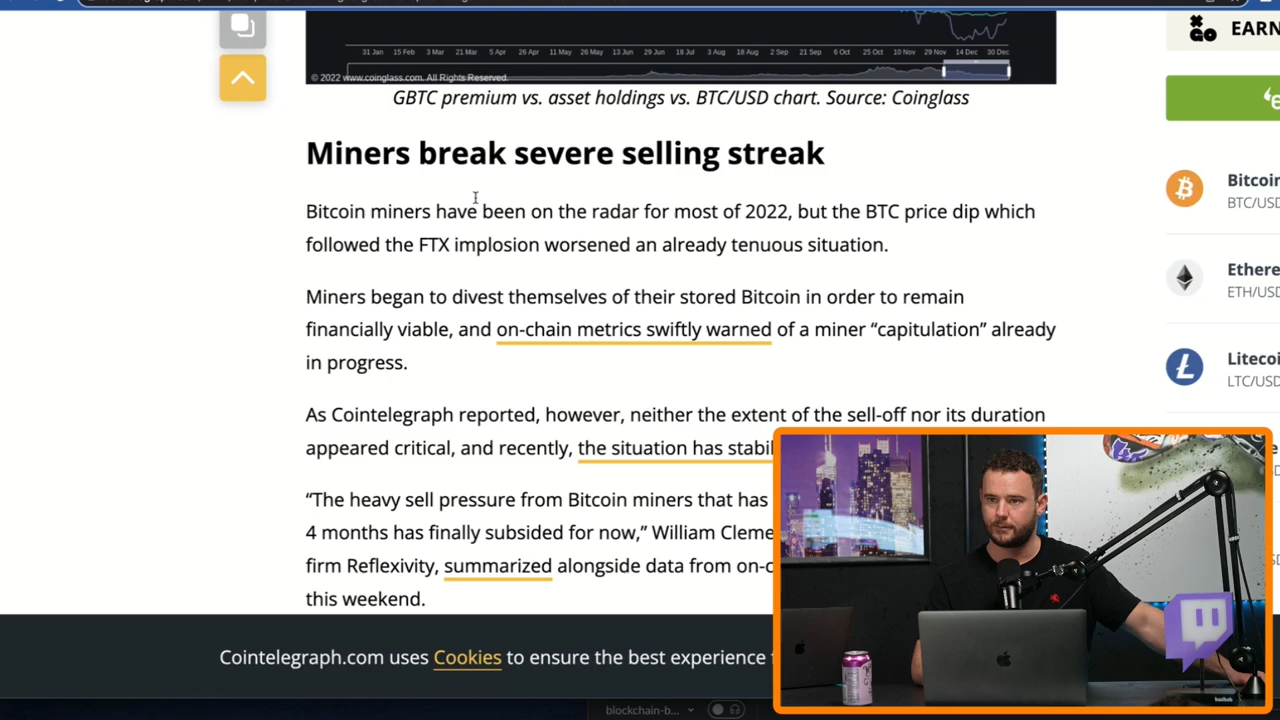 31 Jan 15 Feb 3 Mar 21 Mar 5 Apr 26 Apr 11 May 26 May 13 Jun 29 Jun 18 Jul 3 Aug 18 Aug 2 Sep 21 Sep 6 Oct 25 Oct 10 Nov 29 Nov 14 Dec 30 Dec
© 2022 www.coinglass.com. All Rights Reserved.
GBTC premium vs. asset holdings vs. BTC/USD chart. Source: Coinglass
Miners break severe selling streak
Bitcoin miners have been on the radar for most of 2022, but the BTC price dip which
followed the FTX implosion worsened an already tenuous situation.
Miners began to divest themselves of their stored Bitcoin in order to remain
financially viable, and on-chain metrics swiftly warned of a miner “capitulation” already
in progress.
As Cointelegraph reported, however, neither the extent of the sell-off nor its duration
appeared critical, and recently, the situation has stabil
“The heavy sell pressure from Bitcoin miners that has
4 months has finally subsided for now,” William Cleme
firm Reflexivity, summarized alongside data from on-c
this weekend.
Cointelegraph.com uses Cookies to ensure the best experience
blockchain-b...
EARN
Bitcoin
BTC/USD
Ethere
ETH/USD
Liteco
LTC/USD